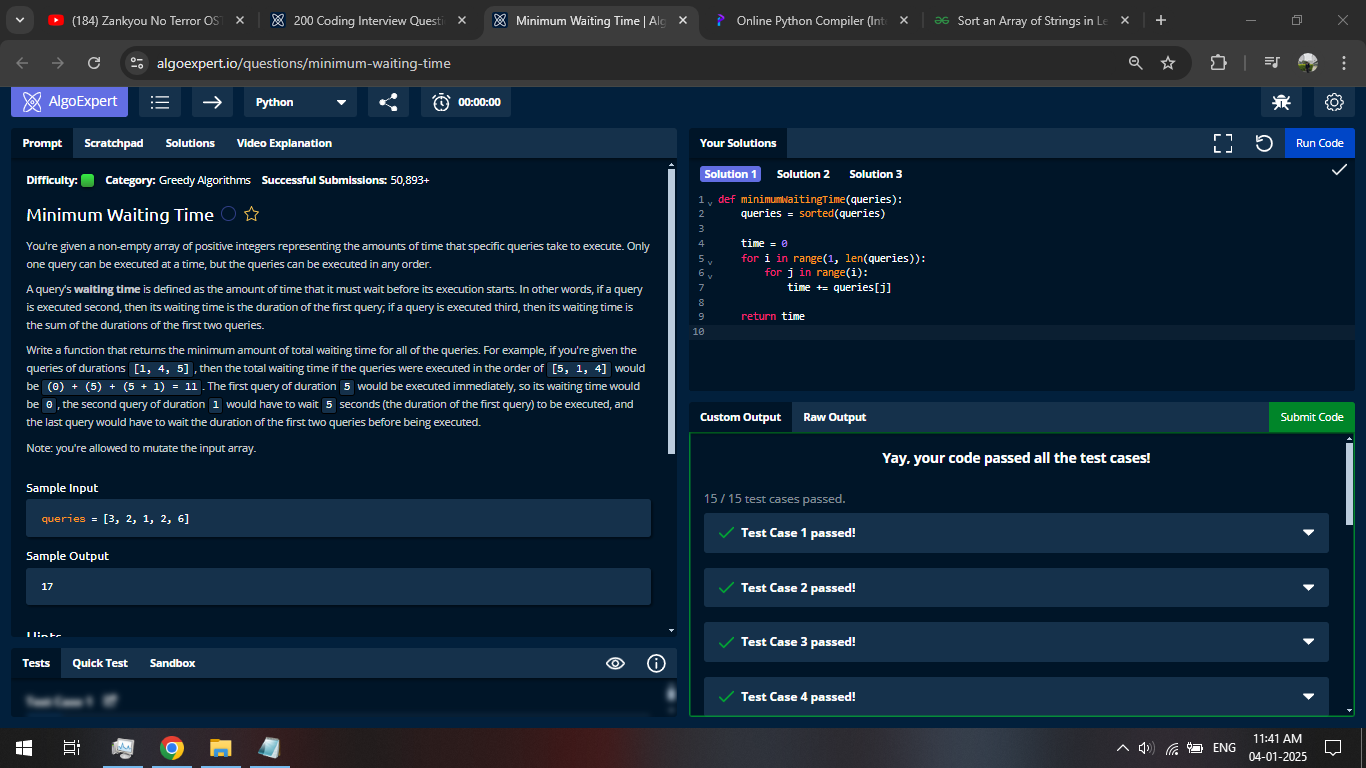 (184) Zankyou No Terror OS
200 Coding Interview Questi
Minimum Waiting Time | Alg
Online Python Compiler (Int
Sort an Array of Strings in Le
algoexpert.io/questions/minimum-waiting-time
AlgoExpert
Python
00:00:00
Prompt Scratchpad Solutions Video Explanation
Difficulty: Category: Greedy Algorithms Successful Submissions: 50,893+
Minimum Waiting Time
You're given a non-empty array of positive integers representing the amounts of time that specific queries take to execute. Only
one query can be executed at a time, but the queries can be executed in any order.
A query's waiting time is defined as the amount of time that it must wait before its execution starts. In other words, if a query
is executed second, then its waiting time is the duration of the first query; if a query is executed third, then its waiting time is
the sum of the durations of the first two queries.
Write a function that returns the minimum amount of total waiting time for all of the queries. For example, if you're given the
queries of durations [1, 4, 5], then the total waiting time if the queries were executed in the order of [5, 1, 4] would
be (0) + (5) + (5 + 1) = 11. The first query of duration 5 would be executed immediately, so its waiting time would
be 0, the second query of duration 1 would have to wait 5 seconds (the duration of the first query) to be executed, and
the last query would have to wait the duration of the first two queries before being executed.
Note: you're allowed to mutate the input array.
Sample Input
queries = [3, 2, 1, 2, 6]
Sample Output
17
Hints
Tests Quick Test Sandbox
Test Case 1
Your Solutions
Run Code
Solution 1 Solution 2 Solution 3
1 def minimumWaitingTime(queries):
2 queries = sorted(queries)
3
4 time = 0
5 for i in range(1, len(queries)):
6 for j in range(i):
7 time += queries[j]
8
9 return time
10
Custom Output Raw Output
Submit Code
Yay, your code passed all the test cases!
15 / 15 test cases passed.
Test Case 1 passed!
Test Case 2 passed!
Test Case 3 passed!
Test Case 4 passed!
ENG
11:41 AM
04-01-2025